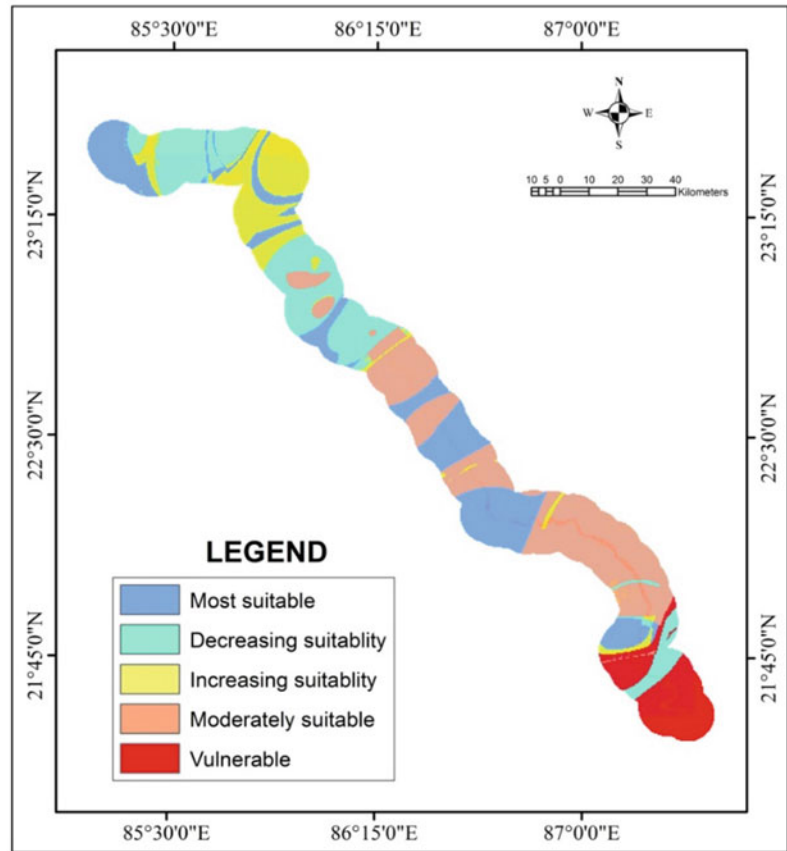 85°30'0"E 86°15'0"E 87°0'0"E
N
W E
S
10 5 0 10 20 30 40
Kilometers
23°15'0"N 23°15'0"N
22°30'0"N 22°30'0"N
21°45'0"N 21°45'0"N
LEGEND
Most suitable
Decreasing suitablity
Increasing suitablity
Moderately suitable
Vulnerable
85°30'0"E 86°15'0"E 87°0'0"E